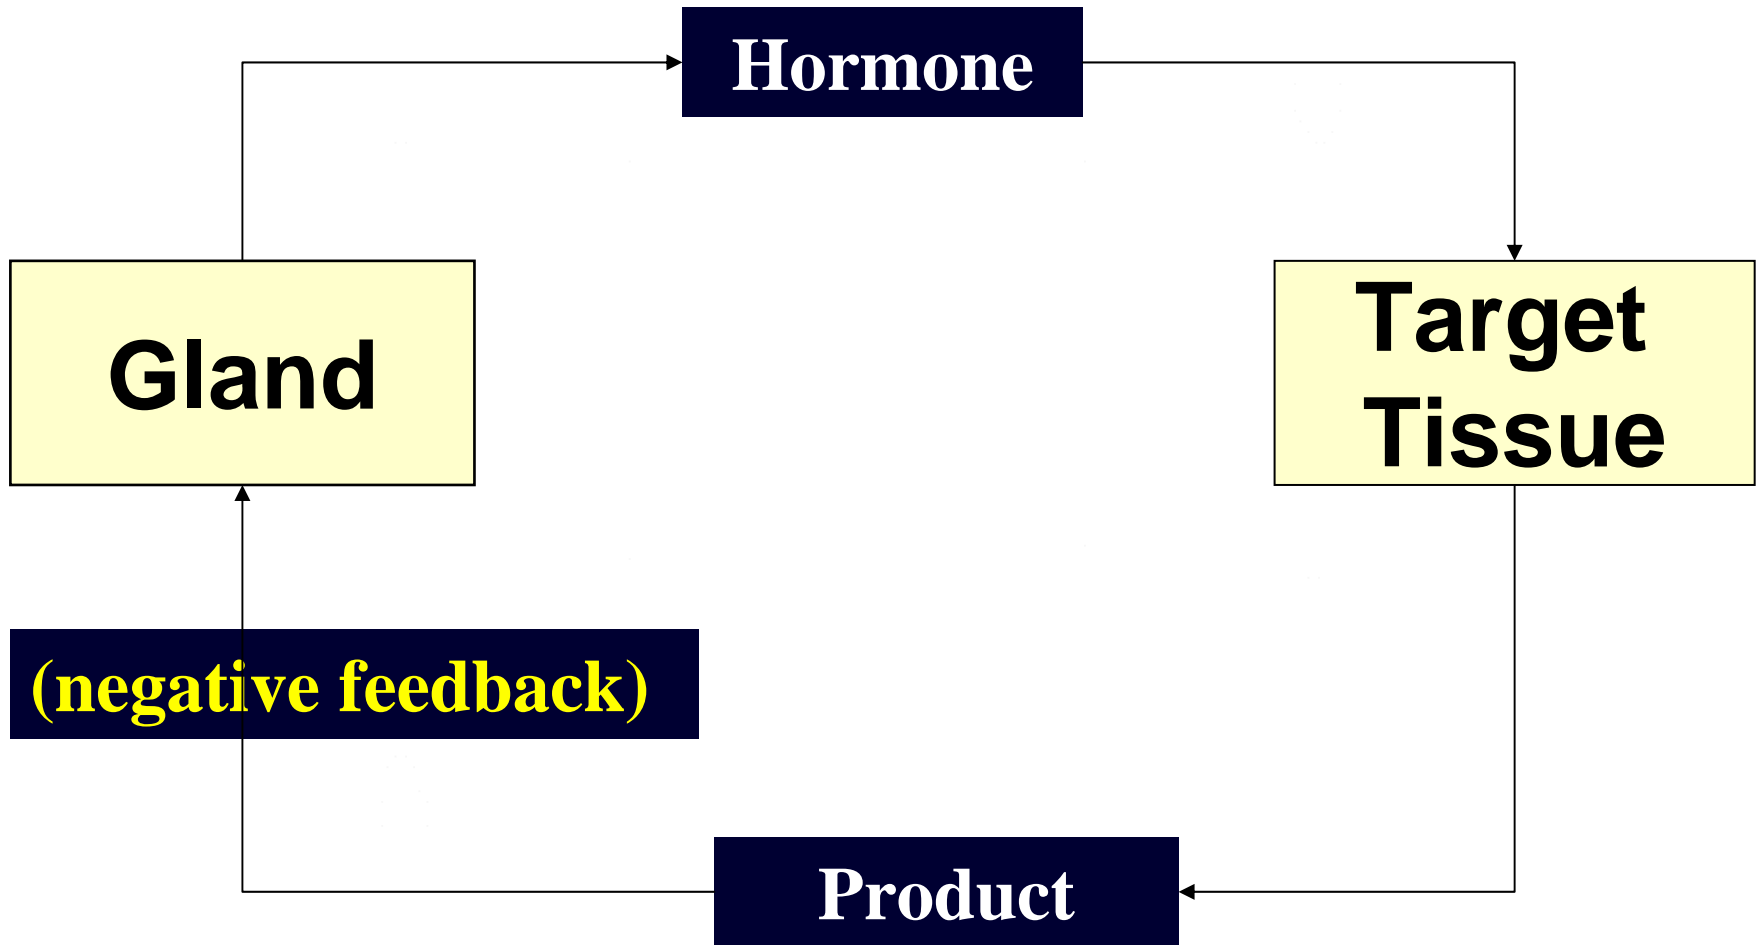 Hormone
Gland
Target
Tissue
(negative feedback)
Product